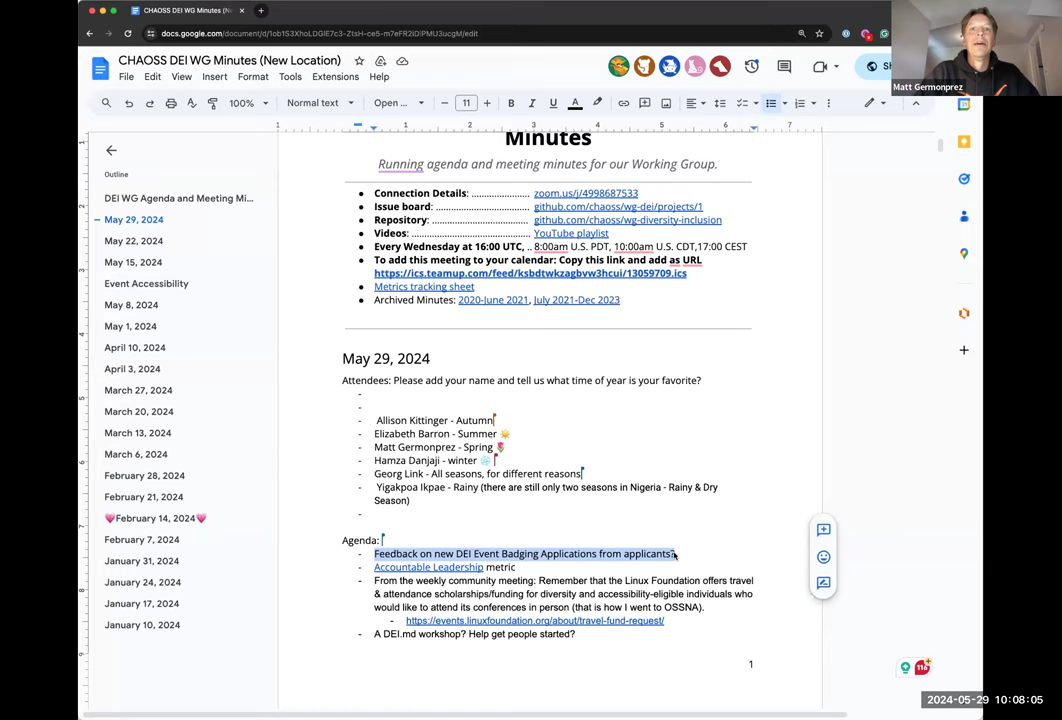 CHAOSS DEI WG Minutes (N
docs.google.com/document/d/1ob1S3XhoLDGlE7c3-ZtsH-ce5-m7eFR2iDlPMU3ucgM/edit
CHAOSS DEI WG Minutes (New Location)
File Edit View Insert Format Tools Extensions Help
Sh
Matt Germonprez
100% Normal text Open ... 11
1 1 2 3 4 5 6 7
Minutes
Running agenda and meeting minutes for our Working Group.
Outline
DEI WG Agenda and Meeting Mi...
May 29, 2024
May 22, 2024
May 15, 2024
Event Accessibility
May 8, 2024
May 1, 2024
April 10, 2024
April 3, 2024
March 27, 2024
March 20, 2024
March 13, 2024
March 6, 2024
February 28, 2024
February 21, 2024
💗February 14, 2024💗
February 7, 2024
January 31, 2024
January 24, 2024
January 17, 2024
January 10, 2024
Connection Details: ...................... zoom.us/j/4998687533
Issue board: ................................... github.com/chaoss/wg-dei/projects/1
Repository: .................................... github.com/chaoss/wg-diversity-inclusion
Videos: ........................................... YouTube playlist
Every Wednesday at 16:00 UTC, .. 8:00am U.S. PDT, 10:00am U.S. CDT,17:00 CEST
To add this meeting to your calendar: Copy this link and add as URL
https://ics.teamup.com/feed/ksbdtwkzagbvw3hcui/13059709.ics
Metrics tracking sheet
Archived Minutes: 2020-June 2021, July 2021-Dec 2023
May 29, 2024
Attendees: Please add your name and tell us what time of year is your favorite?
-
-
- Allison Kittinger - Autumn
- Elizabeth Barron - Summer ☀️
- Matt Germonprez - Spring 🌷
- Hamza Danjaji - winter ❄️
- Georg Link - All seasons, for different reasons
- Yigakpoa Ikpae - Rainy (there are still only two seasons in Nigeria - Rainy & Dry
Season)
-
Agenda:
- Feedback on new DEI Event Badging Applications from applicants?
- Accountable Leadership metric
- From the weekly community meeting: Remember that the Linux Foundation offers travel
& attendance scholarships/funding for diversity and accessibility-eligible individuals who
would like to attend its conferences in person (that is how I went to OSSNA).
- https://events.linuxfoundation.org/about/travel-fund-request/
- A DEI.md workshop? Help get people started?
1
2024-05-29 10:08:05